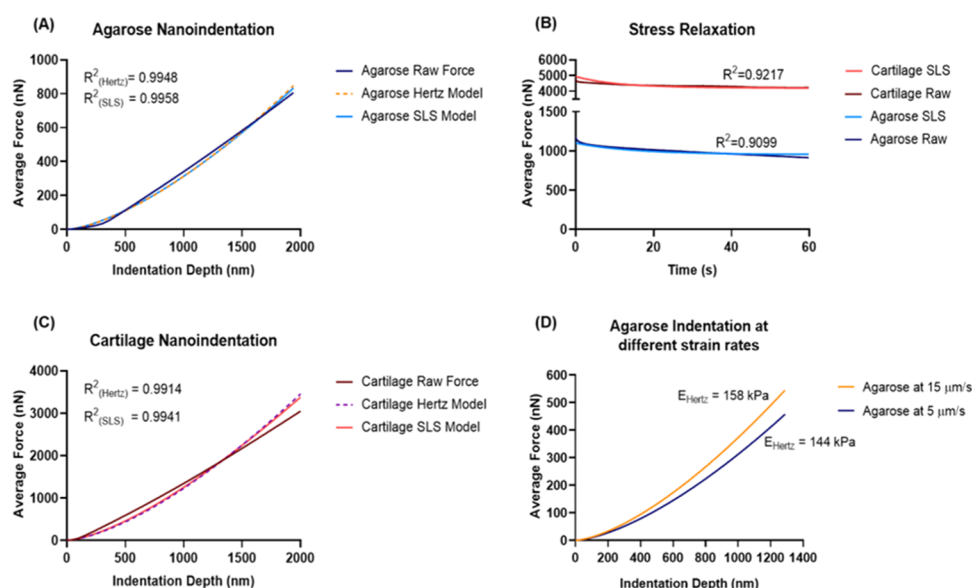 (A)
Agarose Nanoindentation
1000
800
600
400
200
0
Average Force (nN)
R2(Hertz) = 0.9948
R2(SLS) = 0.9958
Agarose Raw Force
Agarose Hertz Model
Agarose SLS Model
0 500 1000 1500 2000
Indentation Depth (nm)
(B)
Stress Relaxation
6000
5000
4000
1500
1000
500
0
Average Force (nN)
R2=0.9217
R2=0.9099
Cartilage SLS
Cartilage Raw
Agarose SLS
Agarose Raw
0 20 40 60
Time (s)
(C)
Cartilage Nanoindentation
4000
3000
2000
1000
0
Average Force (nN)
R2(Hertz) = 0.9914
R2(SLS) = 0.9941
Cartilage Raw Force
Cartilage Hertz Model
Cartilage SLS Model
0 500 1000 1500 2000
Indentation Depth (nm)
(D)
Agarose Indentation at
different strain rates
600
500
400
300
200
100
0
Average Force (nN)
EHertz = 158 kPa
EHertz = 144 kPa
Agarose at 15 μm/s
Agarose at 5 μm/s
0 200 400 600 800 1000 1200 1400
Indentation Depth (nm)